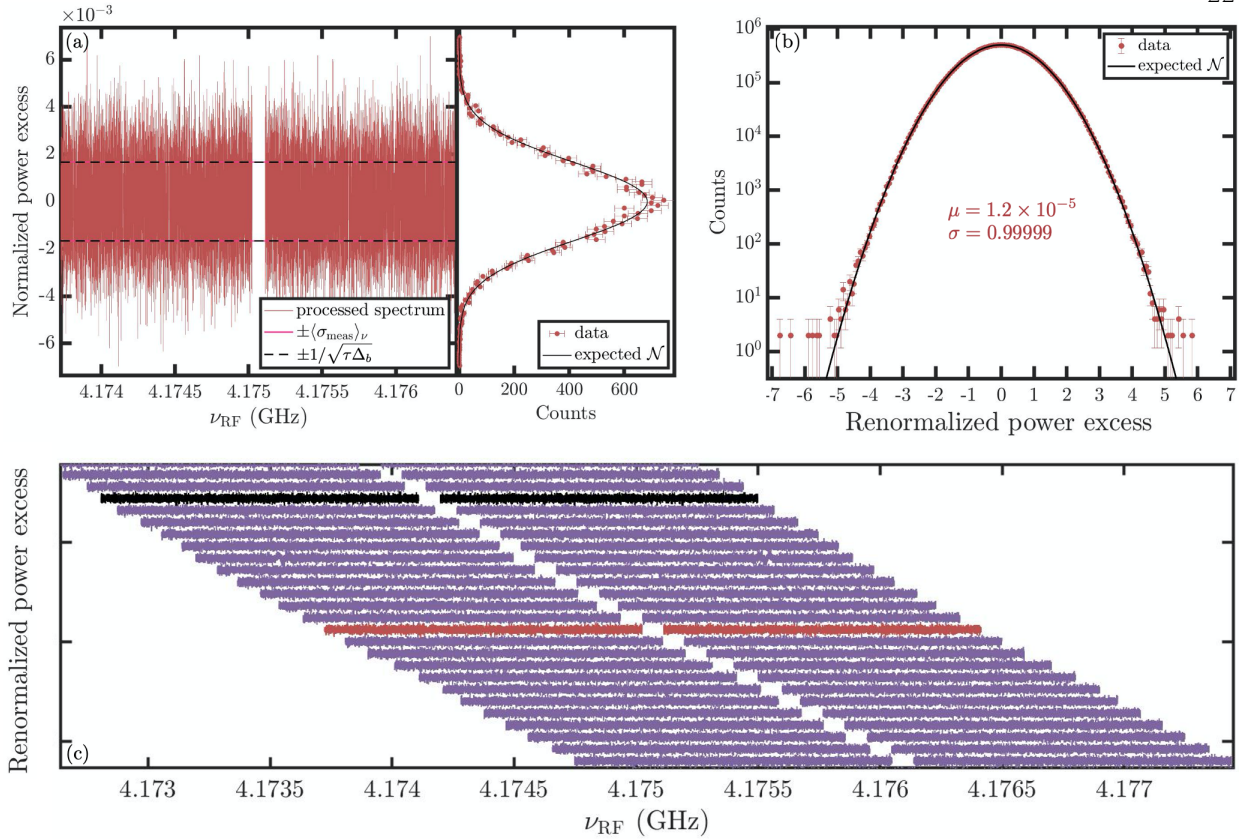 ×10⁻³
(a)
Normalized power excess
6
4
2
0
-2
-4
-6
processed spectrum
±⟨σ_meas⟩_ν
±1/√τΔ_b
4.174 4.1745 4.175 4.1755 4.176
ν_RF (GHz)
data
expected 𝒩
0 200 400 600
Counts
(b)
Counts
10⁶
10⁵
10⁴
10³
10²
10¹
10⁰
data
expected 𝒩
μ = 1.2 × 10⁻⁵
σ = 0.99999
-7 -6 -5 -4 -3 -2 -1 0 1 2 3 4 5 6 7
Renormalized power excess
Renormalized power excess
(c)
4.173 4.1735 4.174 4.1745 4.175 4.1755 4.176 4.1765 4.177
ν_RF (GHz)